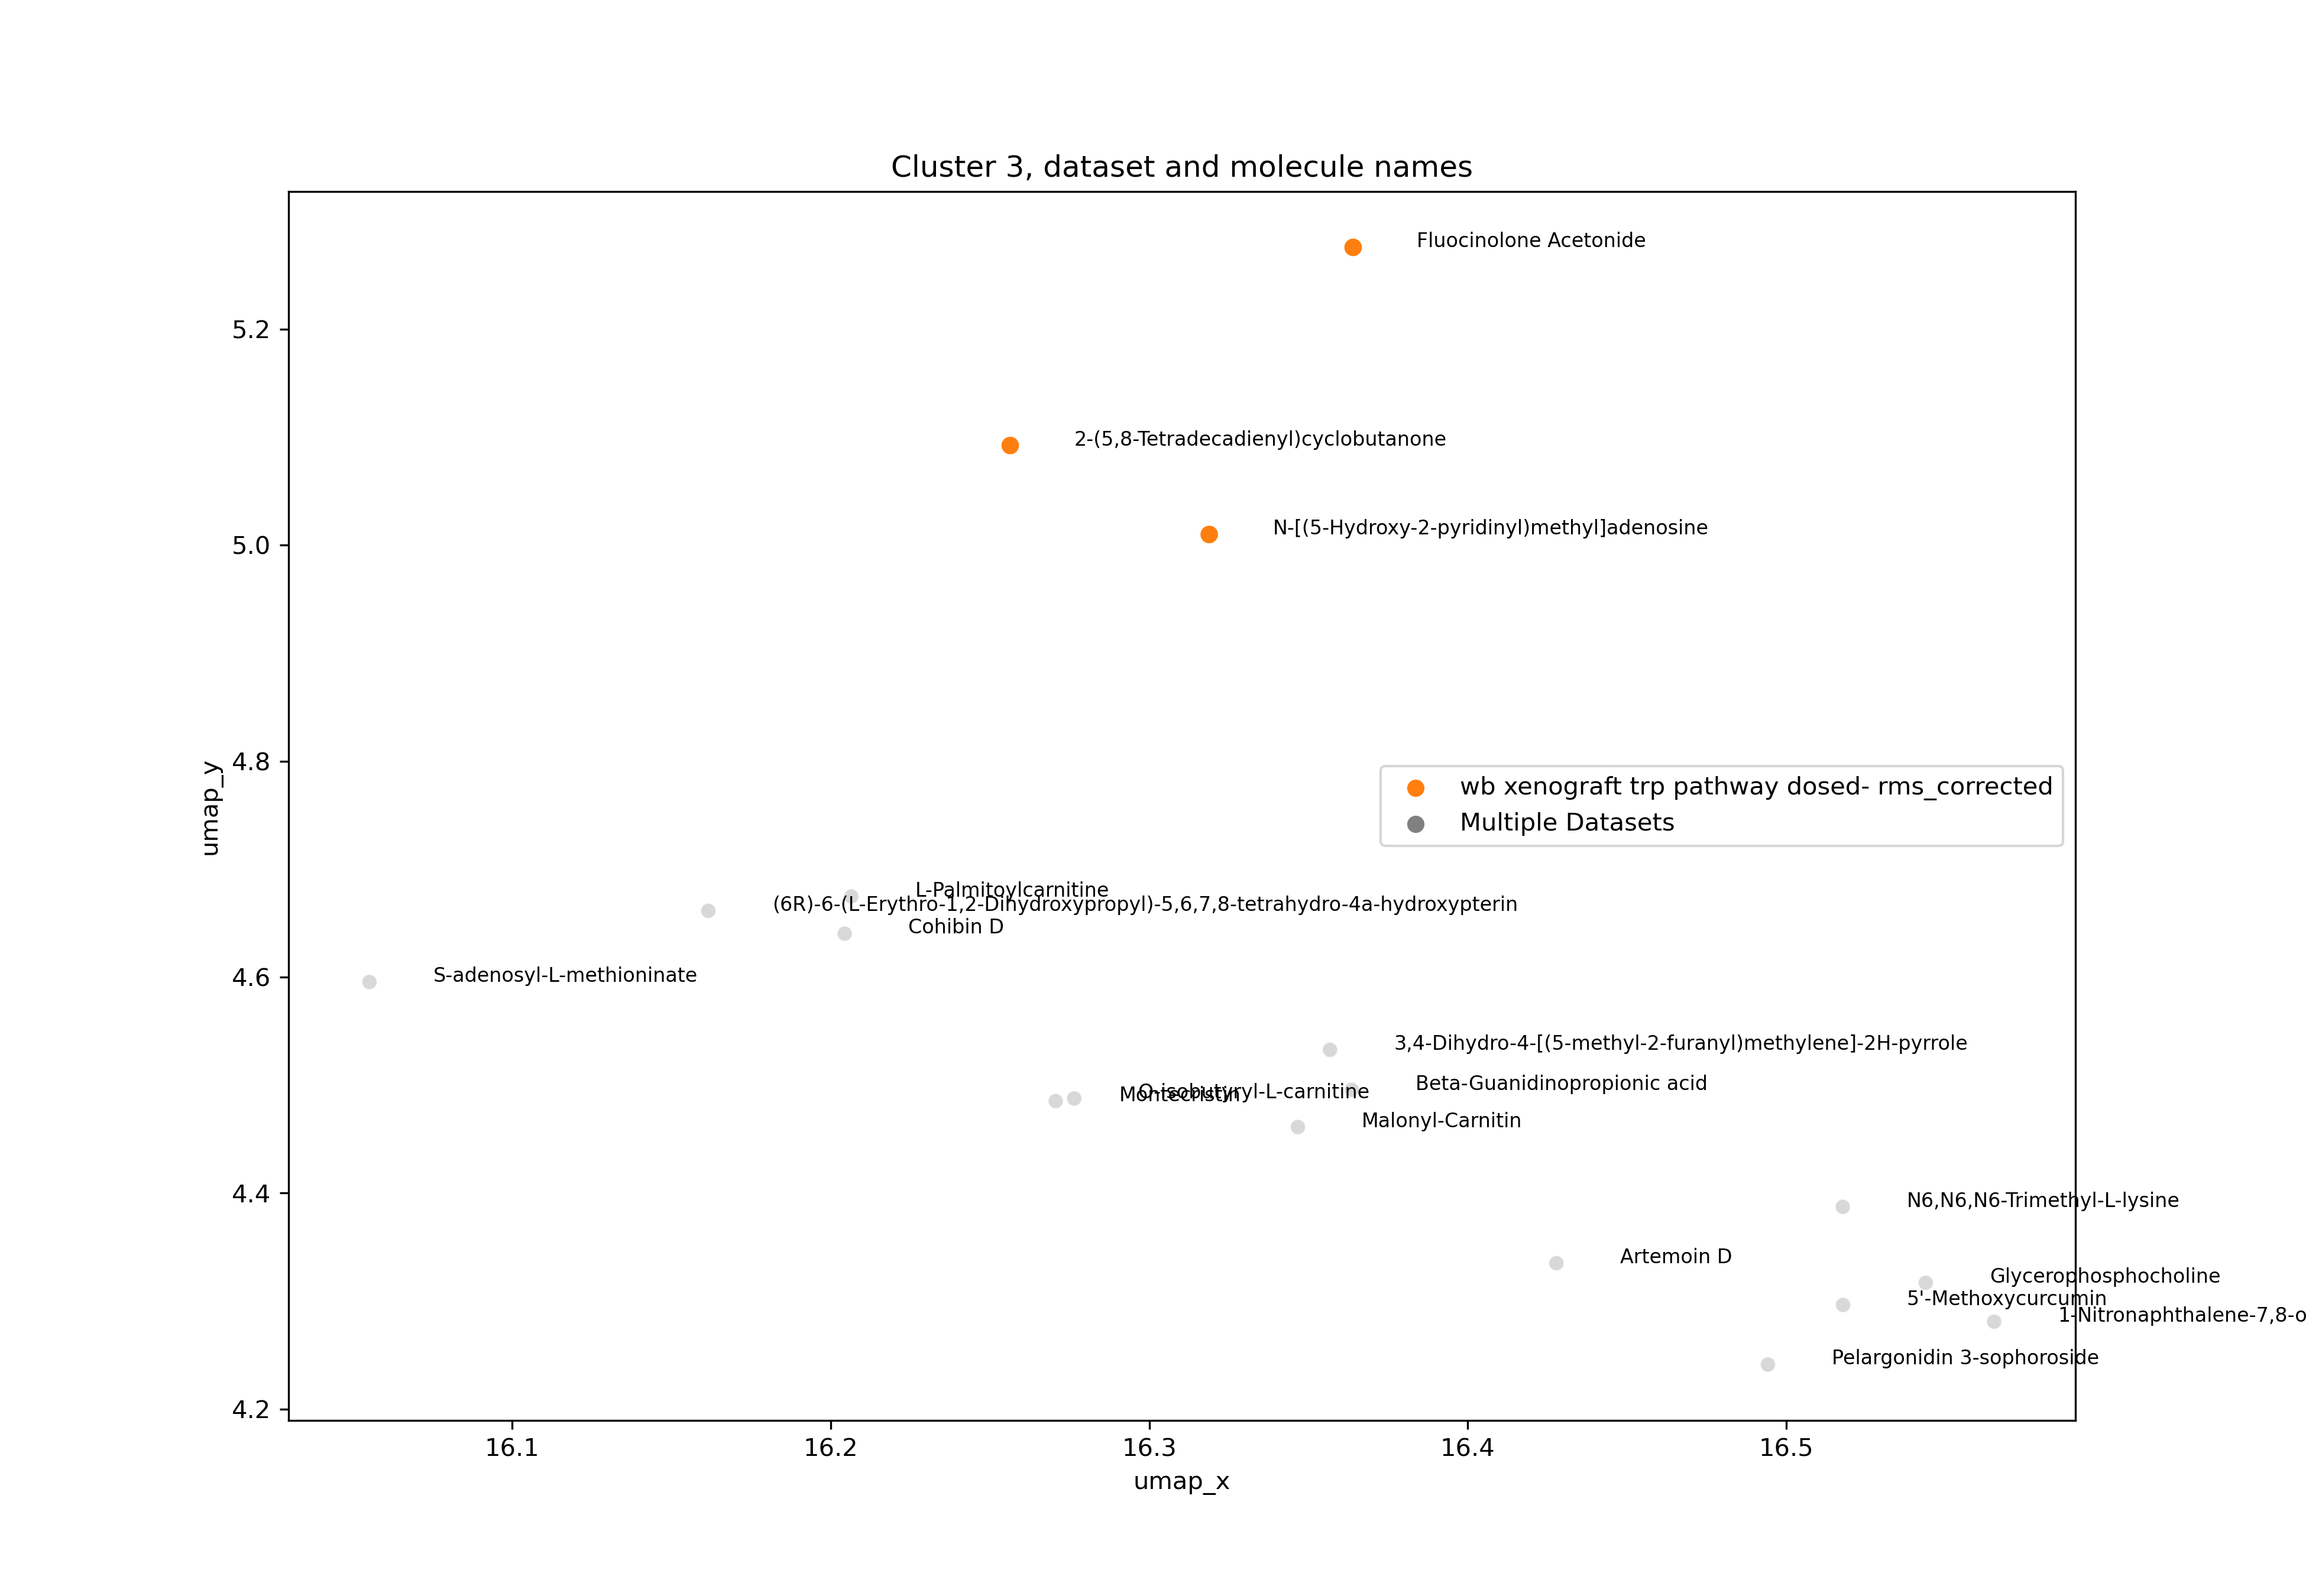 Cluster 3, dataset and molecule names
Fluocinolone Acetonide
5.2
2-(5,8-Tetradecadienyl)cyclobutanone
N-[(5-Hydroxy-2-pyridinyl)methyl]adenosine
5.0
umap_y
4.8
wb xenograft trp pathway dosed- rms_corrected
Multiple Datasets
L-Palmitoylcarnitine
(6R)-6-(L-Erythro-1,2-Dihydroxypropyl)-5,6,7,8-tetrahydro-4a-hydroxypterin
Cohibin D
4.6
S-adenosyl-L-methioninate
3,4-Dihydro-4-[(5-methyl-2-furanyl)methylene]-2H-pyrrole
Beta-Guanidinopropionic acid
O-isobutyryl-L-carnitine
Montecristin
Malonyl-Carnitin
4.4
N6,N6,N6-Trimethyl-L-lysine
Artemoin D
Glycerophosphocholine
5'-Methoxycurcumin
1-Nitronaphthalene-7,8-o
Pelargonidin 3-sophoroside
4.2
16.1 16.2 16.3 16.4 16.5
umap_x